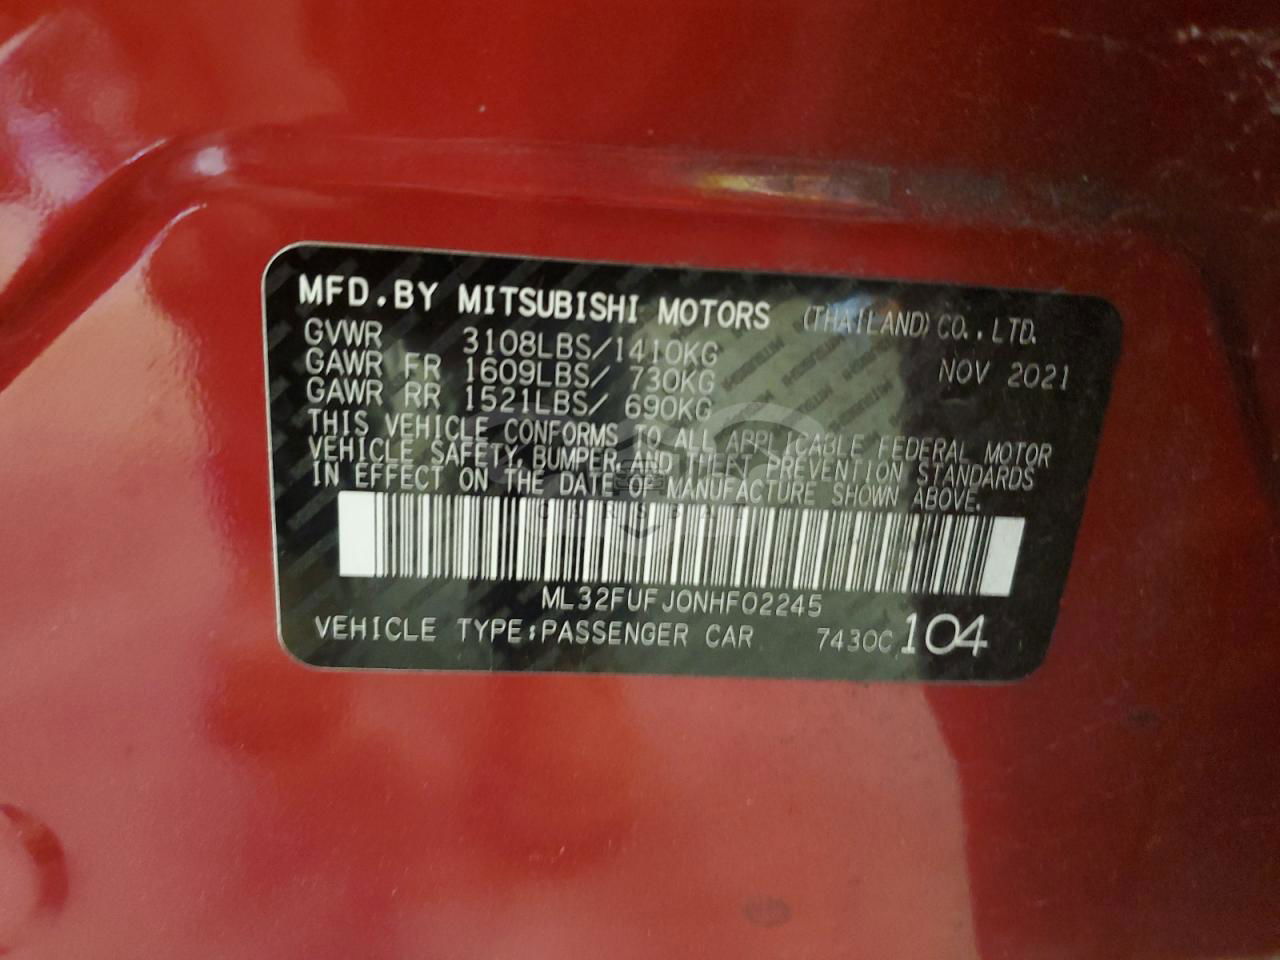 MFD.BY MITSUBISHI MOTORS (THAILAND) CO.,LTD.
GVWR 3108LBS/1410KG NOV 2021
GAWR FR 1609LBS/ 730KG
GAWR RR 1521LBS/ 690KG
THIS VEHICLE CONFORMS TO ALL APPLICABLE FEDERAL MOTOR
VEHICLE SAFETY, BUMPER, AND THEFT PREVENTION STANDARDS
IN EFFECT ON THE DATE OF MANUFACTURE SHOWN ABOVE.
ML32FUFJ0NHF02245
VEHICLE TYPE:PASSENGER CAR 7430C 104